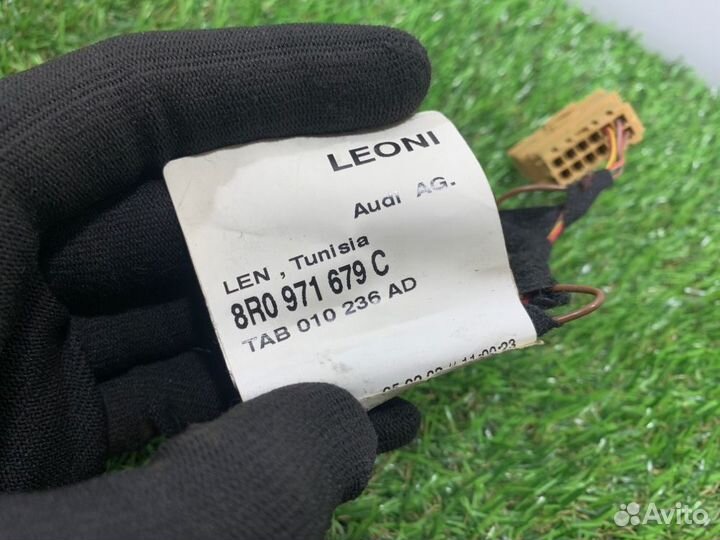 LEONI
Audi AG.
LEN , Tunisia
8R0 971 679 C
TAB 010 236 AD
Avito